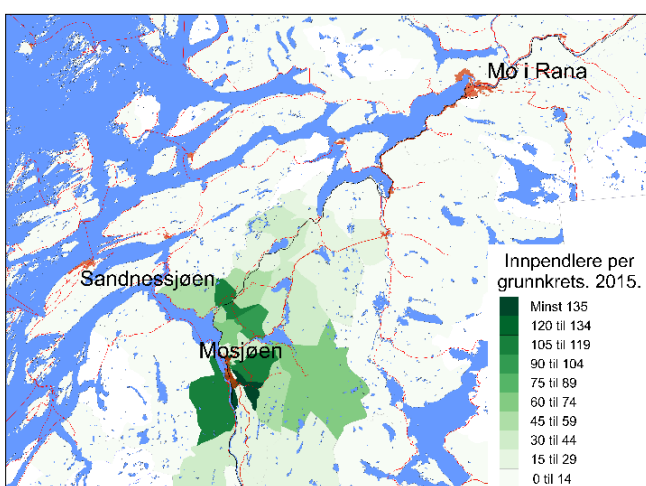 Mo i Rana
Sandnessjøen
Mosjøen
Innpendlere per
grunnkrets. 2015.
Minst 135
120 til 134
105 til 119
90 til 104
75 til 89
60 til 74
45 til 59
30 til 44
15 til 29
0 til 14